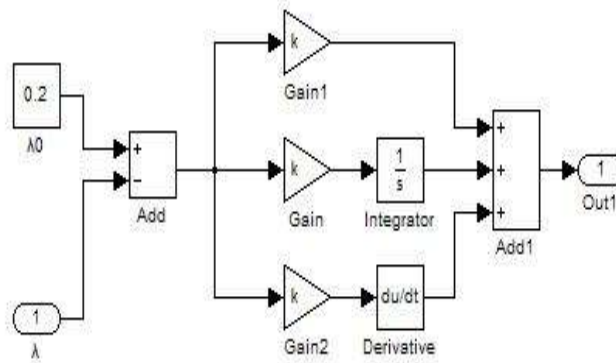 k
Gain1
0.2
λ0
+
−
Add
k
Gain
1
s
Integrator
+
+
+
Add1
1
Out1
1
λ
k
Gain2
du/dt
Derivative